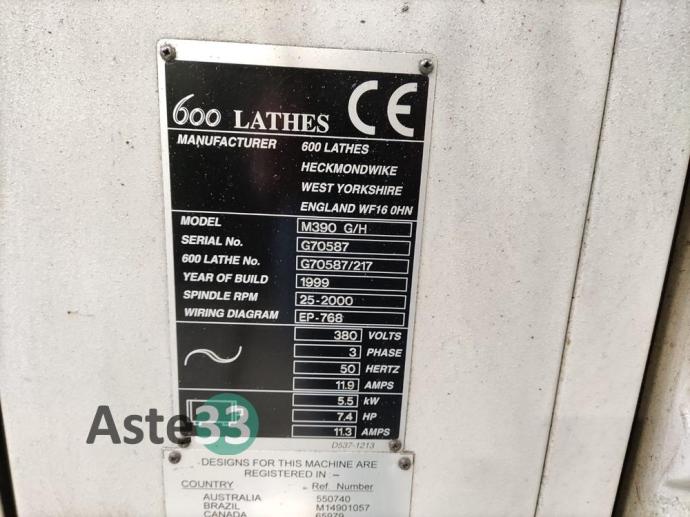 600 LATHES CE
MANUFACTURER 600 LATHES
HECKMONDWIKE
WEST YORKSHIRE
ENGLAND WF16 0HN
MODEL M390 G/H
SERIAL No. G70587
600 LATHE No. G70587/217
YEAR OF BUILD 1999
SPINDLE RPM 25-2000
WIRING DIAGRAM EP-768
380 VOLTS
3 PHASE
50 HERTZ
11.9 AMPS
5.5 kW
7.4 HP
11.3 AMPS
Aste33
D537-1213
DESIGNS FOR THIS MACHINE ARE
REGISTERED IN –
COUNTRY Ref. Number
AUSTRALIA 550740
BRAZIL M14901057
CANADA 65979